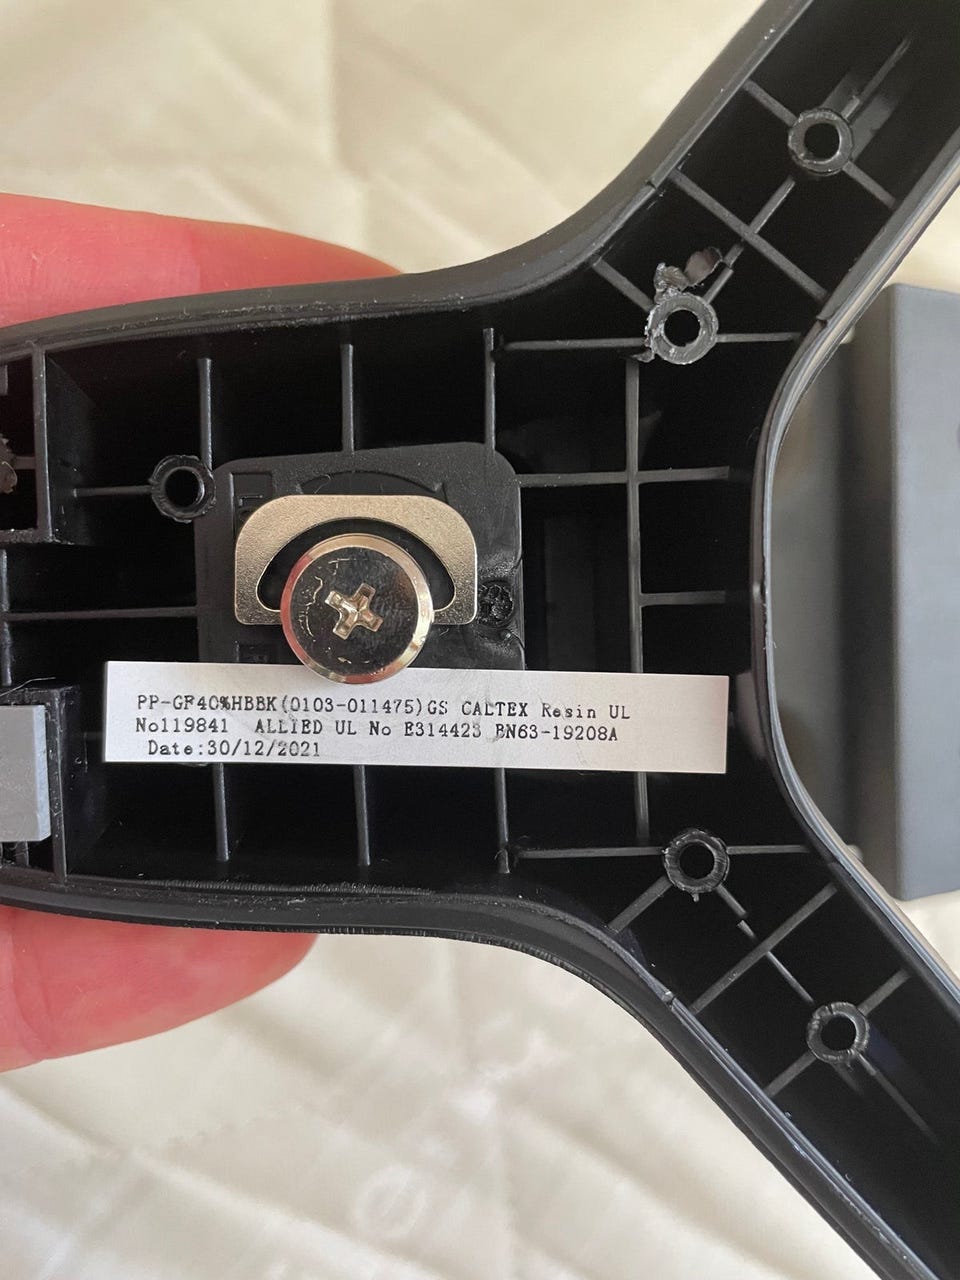 PP-GF40%HBBK(0103-011475)GS CALTEX Resin UL
No119841 ALLIED UL No E314423 BN63-19208A
Date:30/12/2021